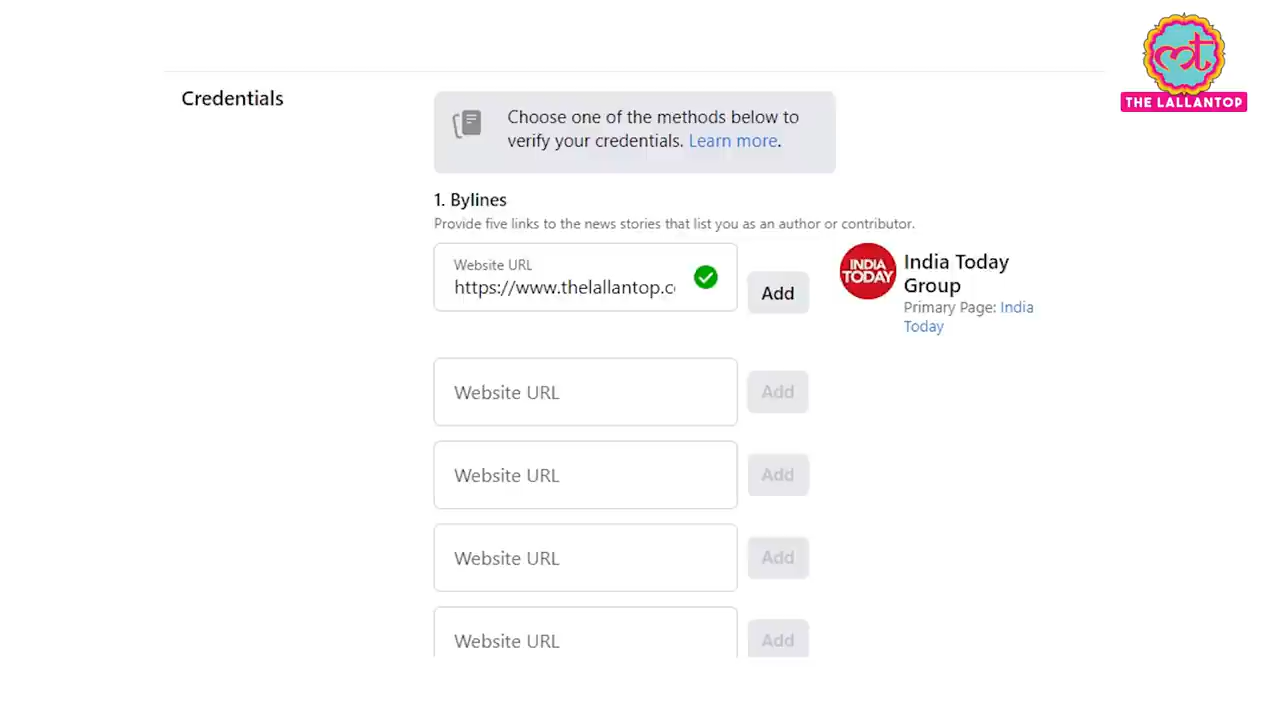 Credentials
Choose one of the methods below to
verify your credentials. Learn more.
1. Bylines
Provide five links to the news stories that list you as an author or contributor.
Website URL
https://www.thelallantop.c
Add
INDIA
TODAY
India Today
Group
Primary Page: India
Today
Website URL
Add
Website URL
Add
Website URL
Add
Website URL
Add
THE LALLANTOP